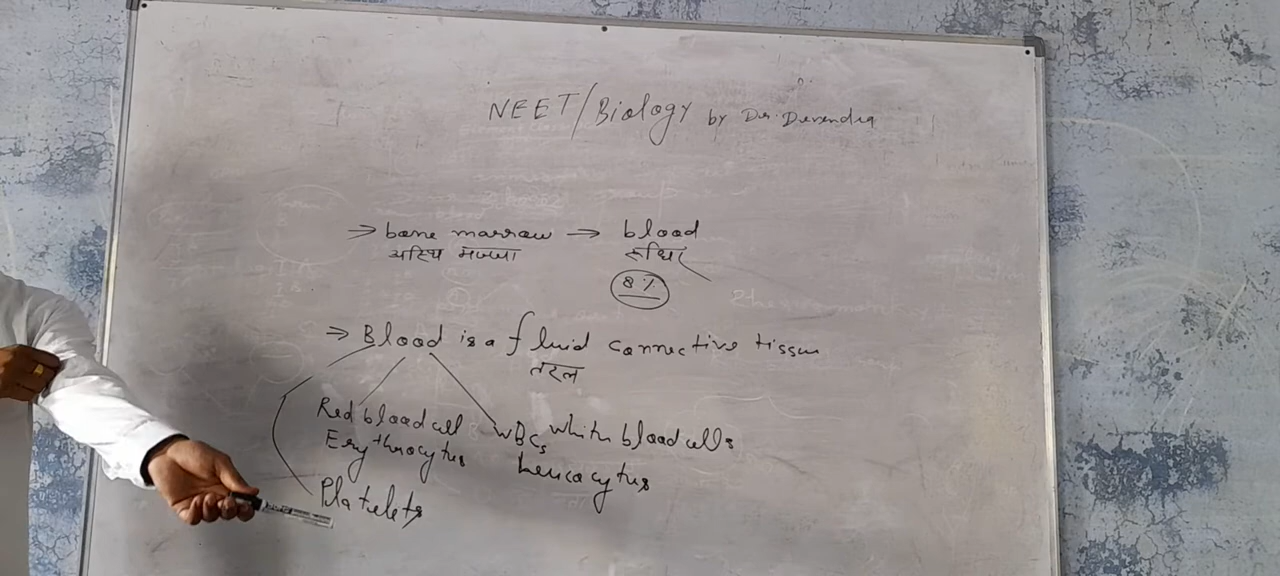 NEET/Biology by Dr. Devendra
→ bone marrow → blood
अस्थि मज्जा रूधिर
8%
→ Blood is a fluid connective tissue
तरल
Red blood cell WBCs White blood cells
Erythrocytes Leucocytes
Platelets